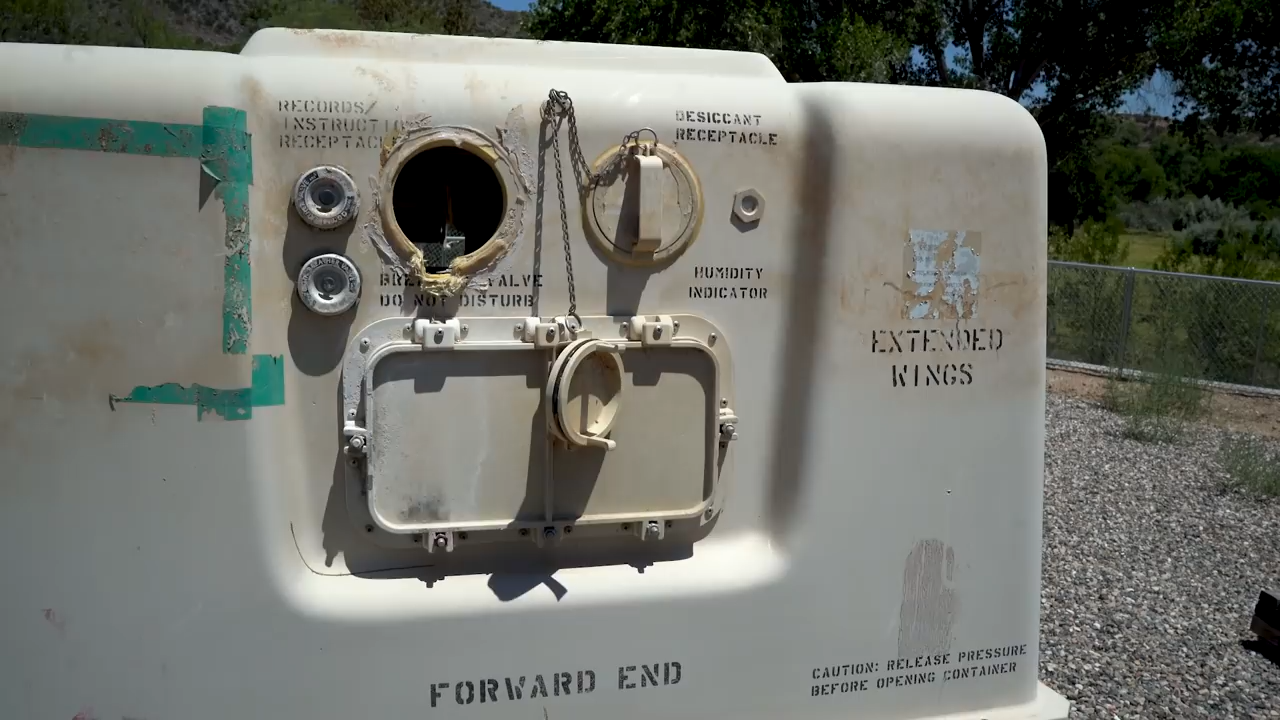 RECORDS/
DESICCANT
RECEPTACLE
HUMIDITY
INDICATOR
VALVE
DO NOT DISTURB
EXTENDED
WINGS
FORWARD END
CAUTION: RELEASE PRESSURE
BEFORE OPENING CONTAINER